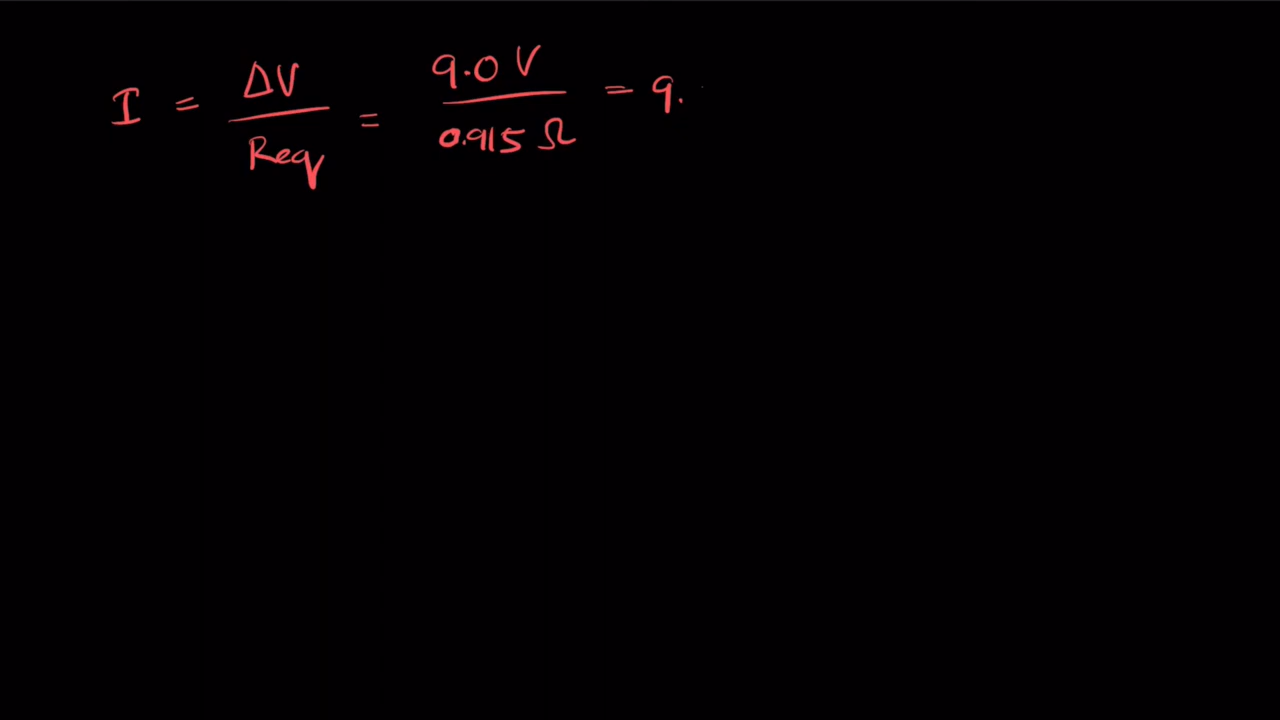 I = ΔV / Req = 9.0 V / 0.915 Ω = 9.